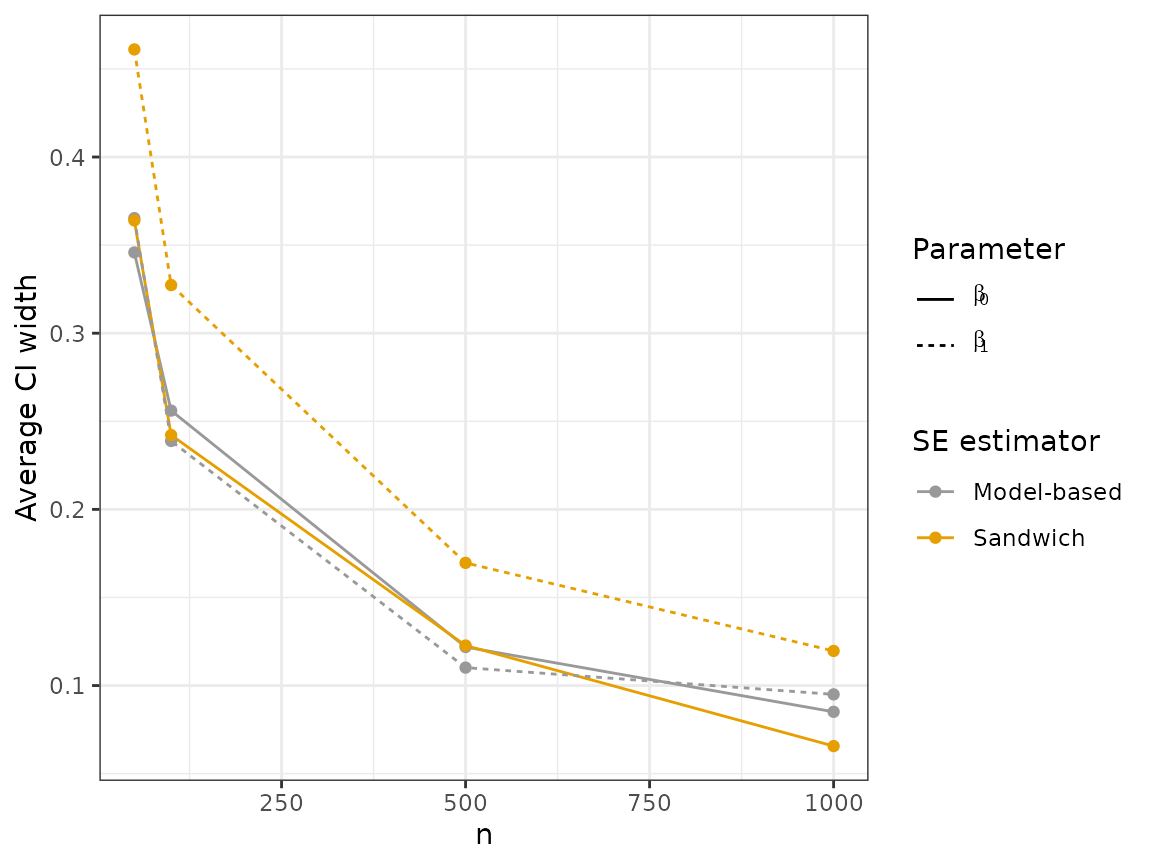 Average CI width
0.4
0.3
0.2
0.1
250 500 750 1000
n
Parameter
β0
β1
SE estimator
Model-based
Sandwich